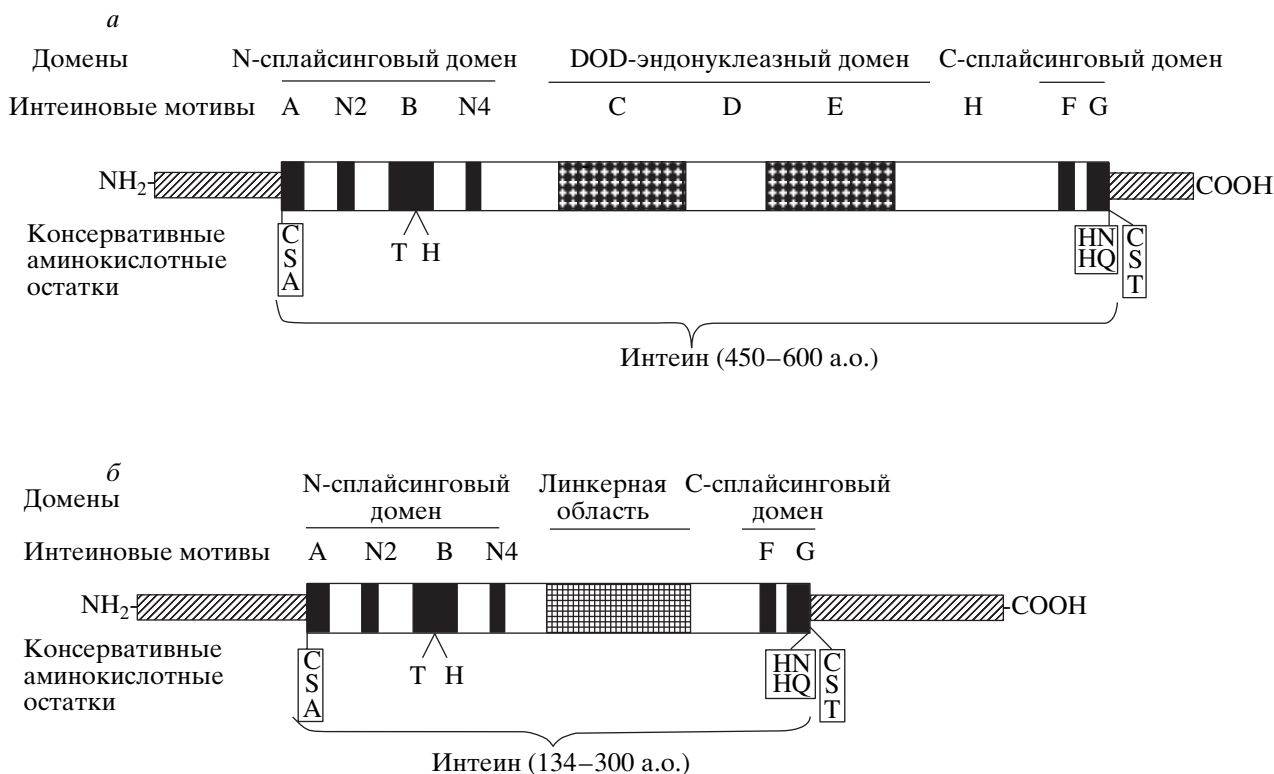 а
Домены N-сплайсинговый домен DOD-эндонуклеазный домен С-сплайсинговый домен
Интеиновые мотивы A N2 B N4 C D E H F G
NH2- COOH
Консервативные
аминокислотные
остатки
C
S
A
T H
HN
HQ
C
S
T
Интеин (450–600 а.о.)
б
Домены
N-сплайсинговый
домен
Линкерная
область
С-сплайсинговый
домен
Интеиновые мотивы A N2 B N4 F G
NH2- -COOH
Консервативные
аминокислотные
остатки
C
S
A
T H
HN
HQ
C
S
T
Интеин (134–300 а.о.)